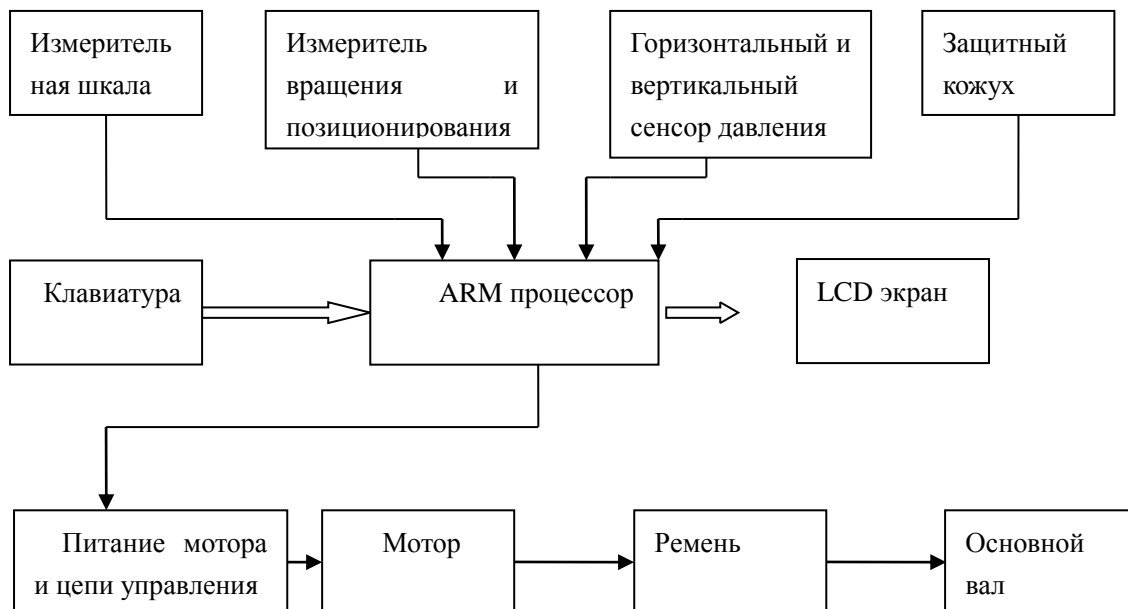 Измеритель
ная шкала
Измеритель
вращения и
позиционирования
Горизонтальный и
вертикальный
сенсор давления
Защитный
кожух
Клавиатура
ARM процессор
LCD экран
Питание мотора
и цепи управления
Мотор
Ремень
Основной
вал